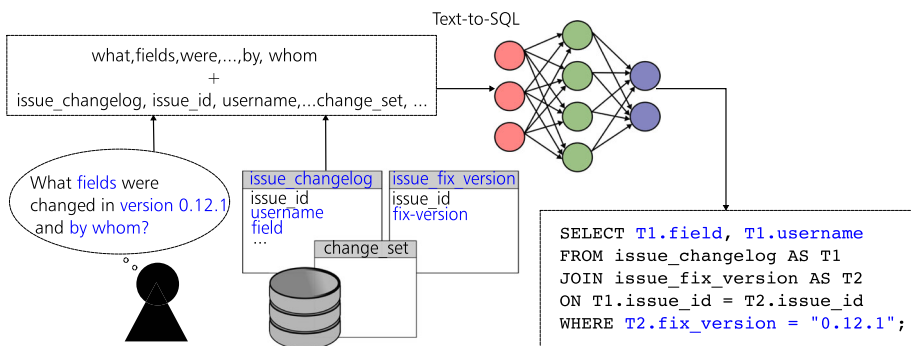 Text-to-SQL
what,fields,were,...,by, whom
+
issue_changelog, issue_id, username,...change_set, ...
What fields were
changed in version 0.12.1
and by whom?
issue_changelog
issue_id
username
field
...
issue_fix_version
issue_id
fix-version
change_set
SELECT T1.field, T1.username
FROM issue_changelog AS T1
JOIN issue_fix_version AS T2
ON T1.issue_id = T2.issue_id
WHERE T2.fix_version = "0.12.1";